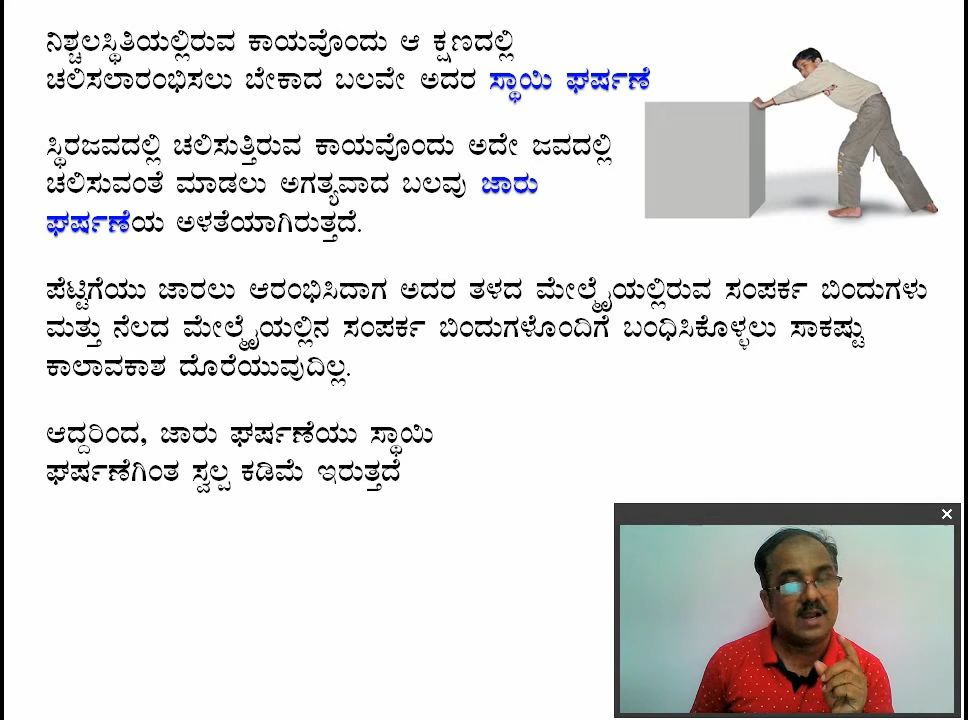 ನಿಶ್ಚಲಸ್ಥಿತಿಯಲ್ಲಿರುವ ಕಾಯವೊಂದು ಆ ಕ್ಷಣದಲ್ಲಿ
ಚಲಿಸಲಾರಂಭಿಸಲು ಬೇಕಾದ ಬಲವೇ ಅದರ ಸ್ಥಾಯಿ ಘರ್ಷಣೆ
ಸ್ಥಿರಜವದಲ್ಲಿ ಚಲಿಸುತ್ತಿರುವ ಕಾಯವೊಂದು ಅದೇ ಜವದಲ್ಲಿ
ಚಲಿಸುವಂತೆ ಮಾಡಲು ಅಗತ್ಯವಾದ ಬಲವು ಜಾರು
ಘರ್ಷಣೆಯ ಅಳತೆಯಾಗಿರುತ್ತದೆ.
ಪೆಟ್ಟಿಗೆಯು ಜಾರಲು ಆರಂಭಿಸಿದಾಗ ಅದರ ತಳದ ಮೇಲ್ಮೈಯಲ್ಲಿರುವ ಸಂಪರ್ಕ ಬಿಂದುಗಳು
ಮತ್ತು ನೆಲದ ಮೇಲ್ಮೈಯಲ್ಲಿನ ಸಂಪರ್ಕ ಬಿಂದುಗಳೊಂದಿಗೆ ಬಂಧಿಸಿಕೊಳ್ಳಲು ಸಾಕಷ್ಟು
ಕಾಲಾವಕಾಶ ದೊರೆಯುವುದಿಲ್ಲ.
ಆದ್ದರಿಂದ, ಜಾರು ಘರ್ಷಣೆಯು ಸ್ಥಾಯಿ
ಘರ್ಷಣೆಗಿಂತ ಸ್ವಲ್ಪ ಕಡಿಮೆ ಇರುತ್ತದೆ